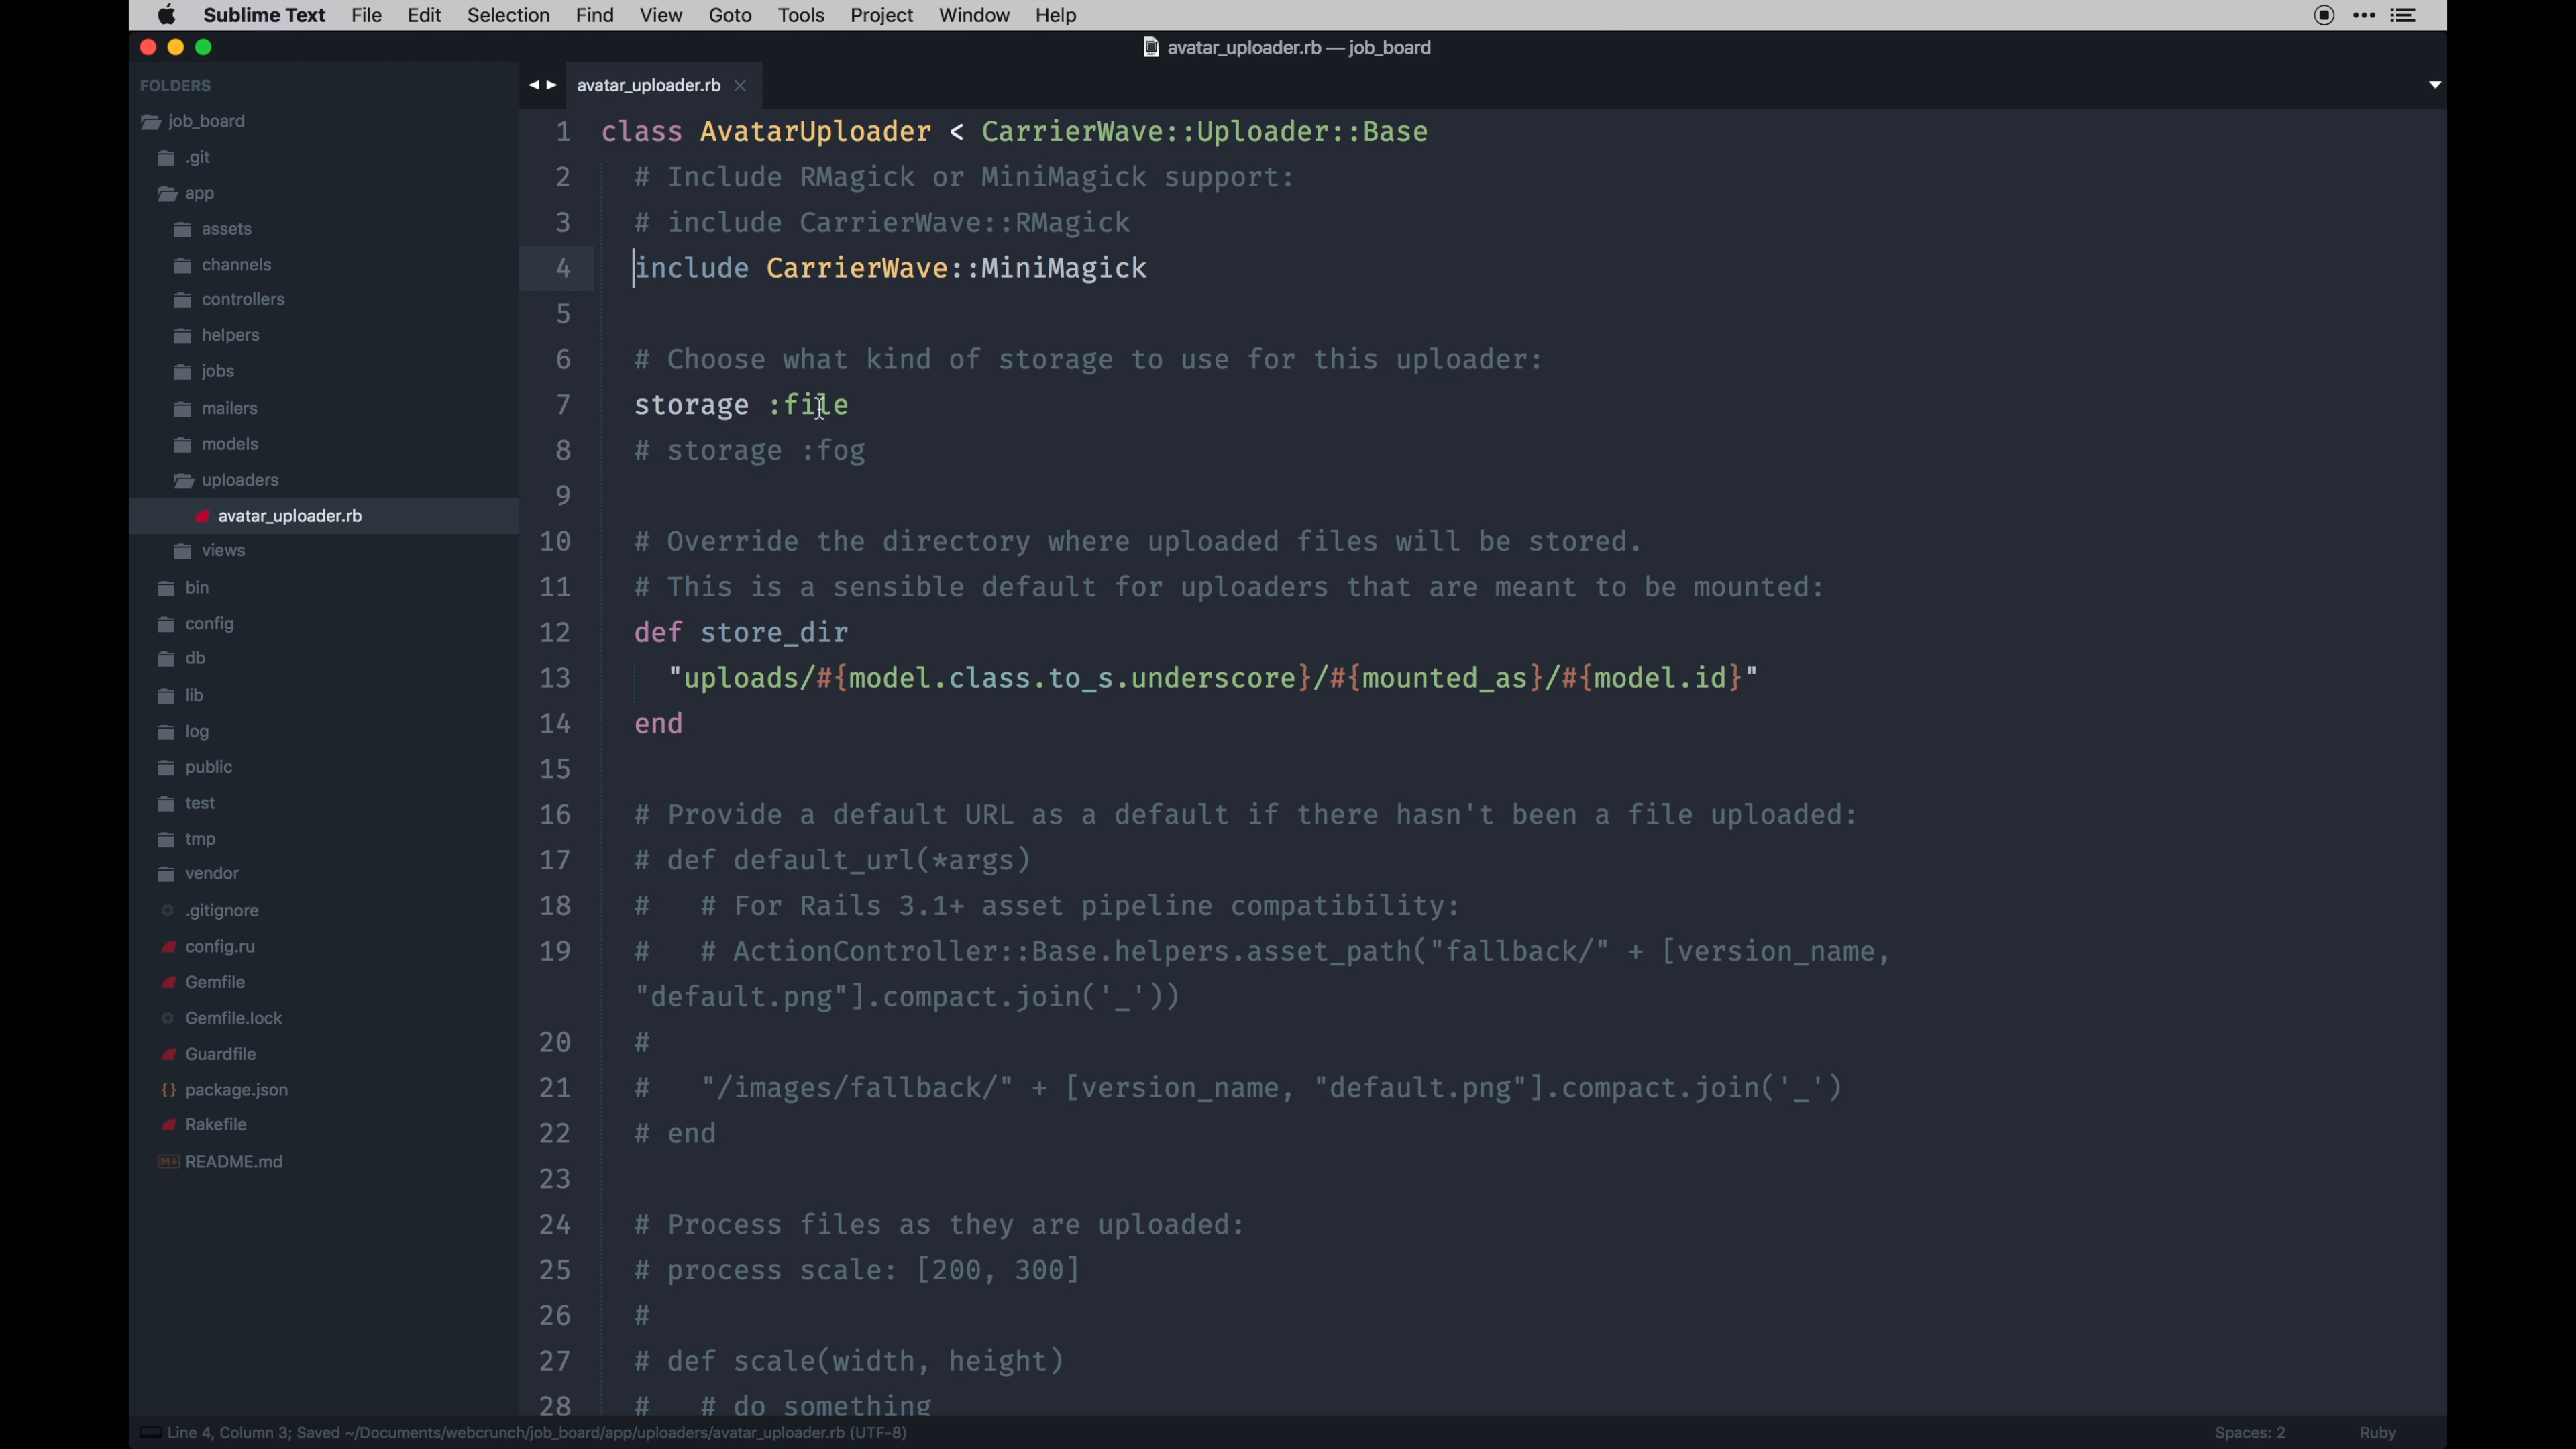 Sublime Text File Edit Selection Find View Goto Tools Project Window Help
avatar_uploader.rb — job_board
FOLDERS
job_board
.git
app
assets
channels
controllers
helpers
jobs
mailers
models
uploaders
avatar_uploader.rb
views
bin
config
db
lib
log
public
test
tmp
vendor
.gitignore
config.ru
Gemfile
Gemfile.lock
Guardfile
package.json
Rakefile
README.md
avatar_uploader.rb
1 class AvatarUploader < CarrierWave::Uploader::Base
2 # Include RMagick or MiniMagick support:
3 # include CarrierWave::RMagick
4 include CarrierWave::MiniMagick
5
6 # Choose what kind of storage to use for this uploader:
7 storage :file
8 # storage :fog
9
10 # Override the directory where uploaded files will be stored.
11 # This is a sensible default for uploaders that are meant to be mounted:
12 def store_dir
13 "uploads/#{model.class.to_s.underscore}/#{mounted_as}/#{model.id}"
14 end
15
16 # Provide a default URL as a default if there hasn't been a file uploaded:
17 # def default_url(*args)
18 #   # For Rails 3.1+ asset pipeline compatibility:
19 #   # ActionController::Base.helpers.asset_path("fallback/" + [version_name,
"default.png"].compact.join('_'))
20 #
21 #   "/images/fallback/" + [version_name, "default.png"].compact.join('_')
22 # end
23
24 # Process files as they are uploaded:
25 # process scale: [200, 300]
26 #
27 # def scale(width, height)
28 #   # do something
Line 4, Column 3; Saved ~/Documents/webcrunch/job_board/app/uploaders/avatar_uploader.rb (UTF-8)
Spaces: 2 Ruby